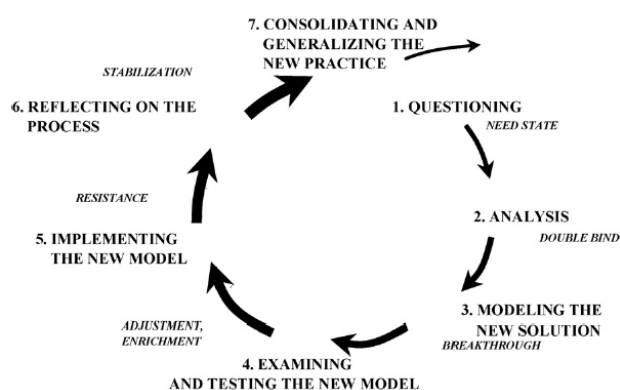 7. CONSOLIDATING AND
GENERALIZING THE
NEW PRACTICE
STABILIZATION
6. REFLECTING ON THE
PROCESS
1. QUESTIONING
NEED STATE
RESISTANCE
2. ANALYSIS
DOUBLE BIND
5. IMPLEMENTING
THE NEW MODEL
3. MODELING THE
NEW SOLUTION
BREAKTHROUGH
ADJUSTMENT,
ENRICHMENT
4. EXAMINING
AND TESTING THE NEW MODEL